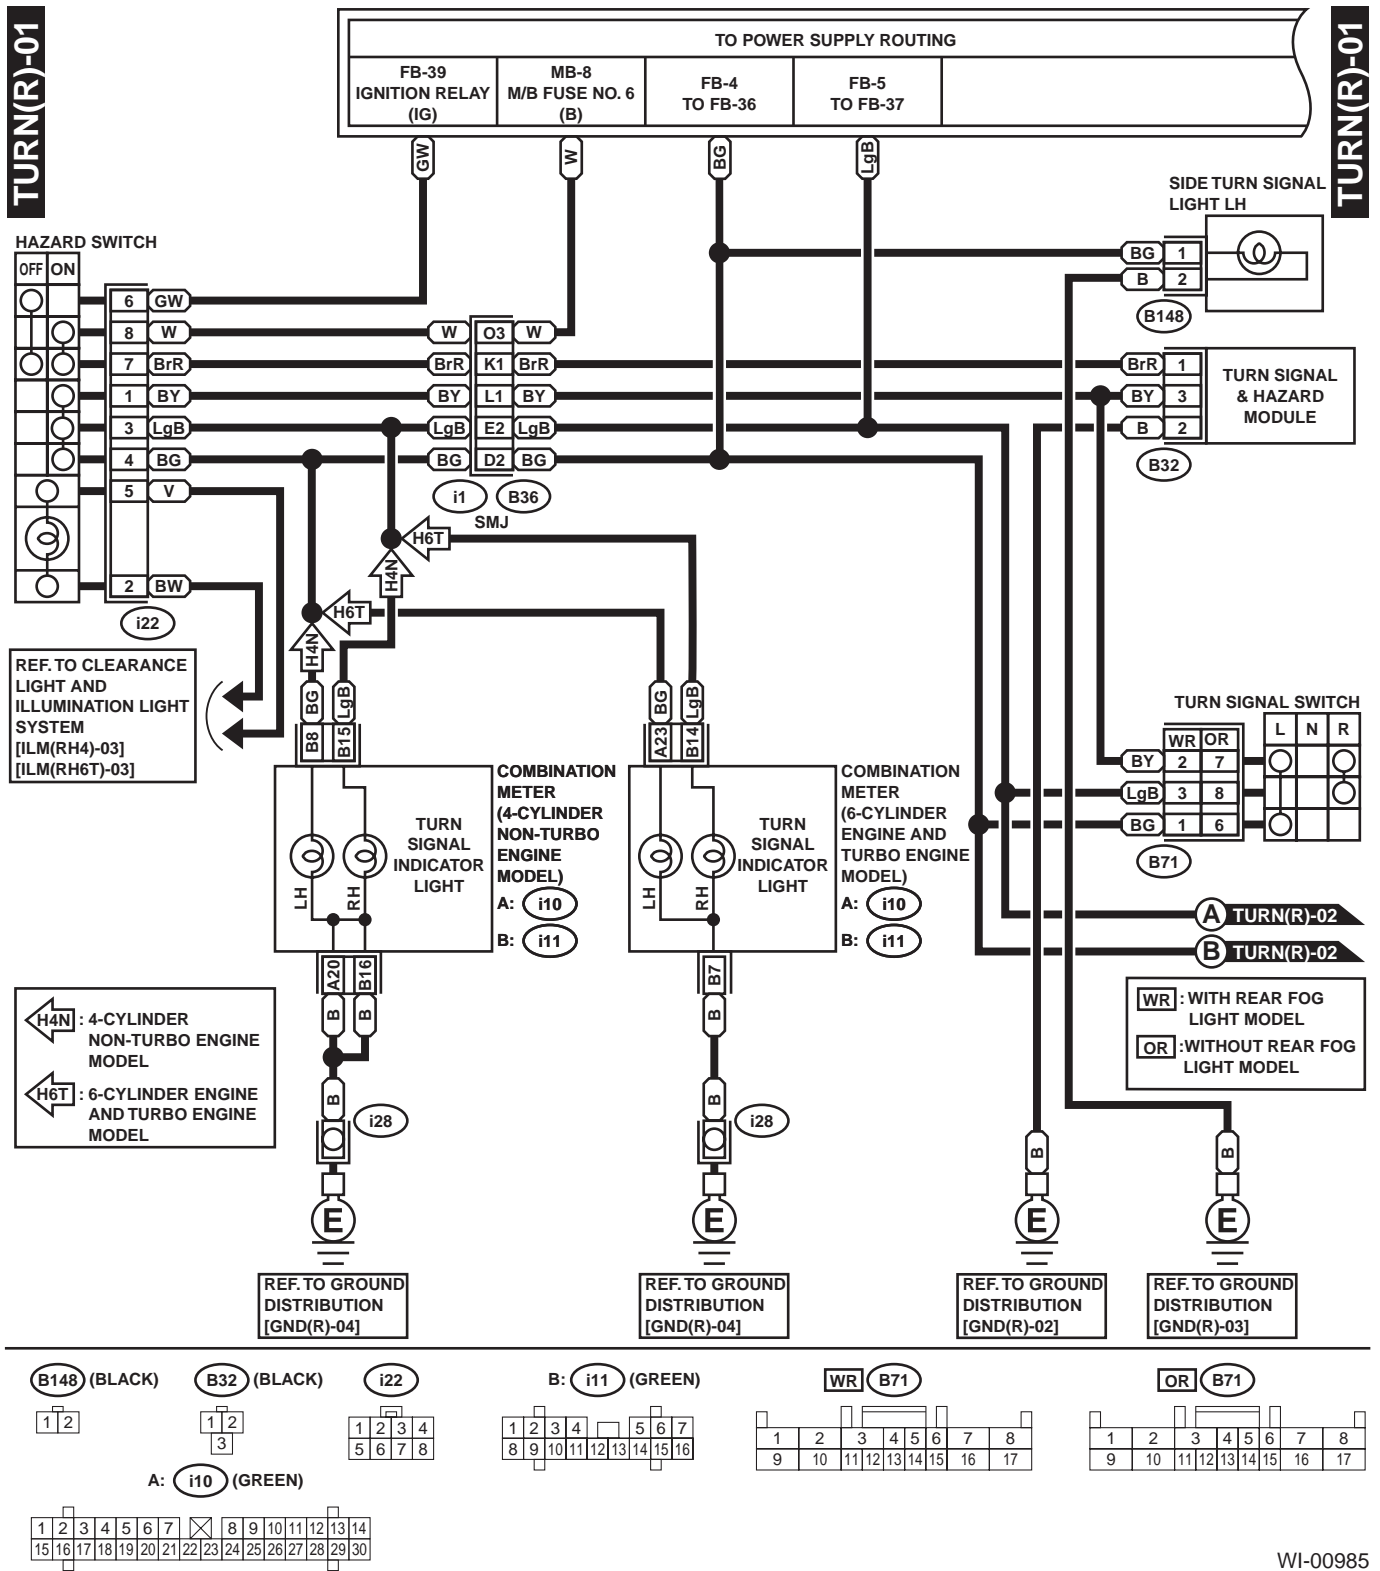 TURN(R)-01
TURN(R)-01
TO POWER SUPPLY ROUTING
FB-39
IGNITION RELAY
(IG)
MB-8
M/B FUSE NO. 6
(B)
FB-4
TO FB-36
FB-5
TO FB-37
GW
W
BG
LgB
SIDE TURN SIGNAL
LIGHT LH
BG 1
B 2
B148
HAZARD SWITCH
OFF ON
6 GW
8 W
7 BrR
1 BY
3 LgB
4 BG
5 V
2 BW
i22
W O3 W
BrR K1 BrR
BY L1 BY
LgB E2 LgB
BG D2 BG
i1 B36
SMJ
BrR 1
BY 3
B 2
B32
TURN SIGNAL
& HAZARD
MODULE
H6T
H4N
H6T
H4N
REF. TO CLEARANCE
LIGHT AND
ILLUMINATION LIGHT
SYSTEM
[ILM(RH4)-03]
[ILM(RH6T)-03]
BG LgB
B8 B15
BG LgB
A23 B14
TURN SIGNAL SWITCH
L N R
WR OR
BY 2 7
LgB 3 8
BG 1 6
B71
LH RH
TURN
SIGNAL
INDICATOR
LIGHT
COMBINATION
METER
(4-CYLINDER
NON-TURBO
ENGINE
MODEL)
A: i10
B: i11
LH RH
TURN
SIGNAL
INDICATOR
LIGHT
COMBINATION
METER
(6-CYLINDER
ENGINE AND
TURBO ENGINE
MODEL)
A: i10
B: i11
A TURN(R)-02
B TURN(R)-02
A20 B16
B B
B
i28
B7
B
B
i28
B
B
H4N : 4-CYLINDER
NON-TURBO ENGINE
MODEL
H6T : 6-CYLINDER ENGINE
AND TURBO ENGINE
MODEL
WR : WITH REAR FOG
LIGHT MODEL
OR :WITHOUT REAR FOG
LIGHT MODEL
E E E E
REF. TO GROUND
DISTRIBUTION
[GND(R)-04]
REF. TO GROUND
DISTRIBUTION
[GND(R)-04]
REF. TO GROUND
DISTRIBUTION
[GND(R)-02]
REF. TO GROUND
DISTRIBUTION
[GND(R)-03]
B148 (BLACK)
1 2
B32 (BLACK)
1 2
3
i22
1 2 3 4
5 6 7 8
B: i11 (GREEN)
1 2 3 4 5 6 7
8 9 10 11 12 13 14 15 16
WR B71
1 2 3 4 5 6 7 8
9 10 11 12 13 14 15 16 17
OR B71
1 2 3 4 5 6 7 8
9 10 11 12 13 14 15 16 17
A: i10 (GREEN)
1 2 3 4 5 6 7 8 9 10 11 12 13 14
15 16 17 18 19 20 21 22 23 24 25 26 27 28 29 30
WI-00985